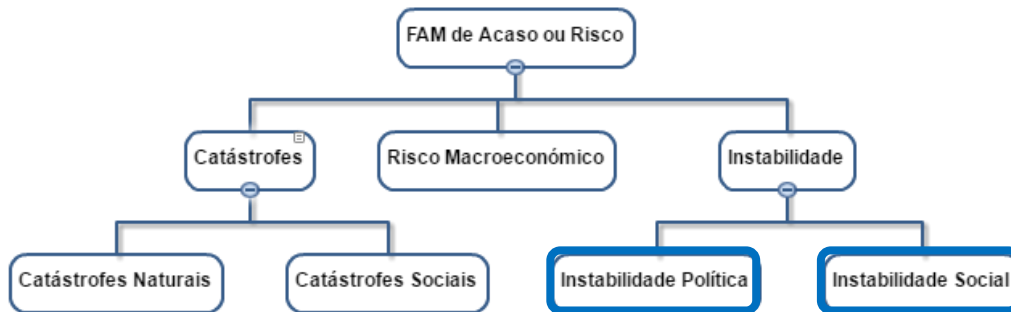 FAM de Acaso ou Risco
Catástrofes
Risco Macroeconómico
Instabilidade
Catástrofes Naturais
Catástrofes Sociais
Instabilidade Política
Instabilidade Social